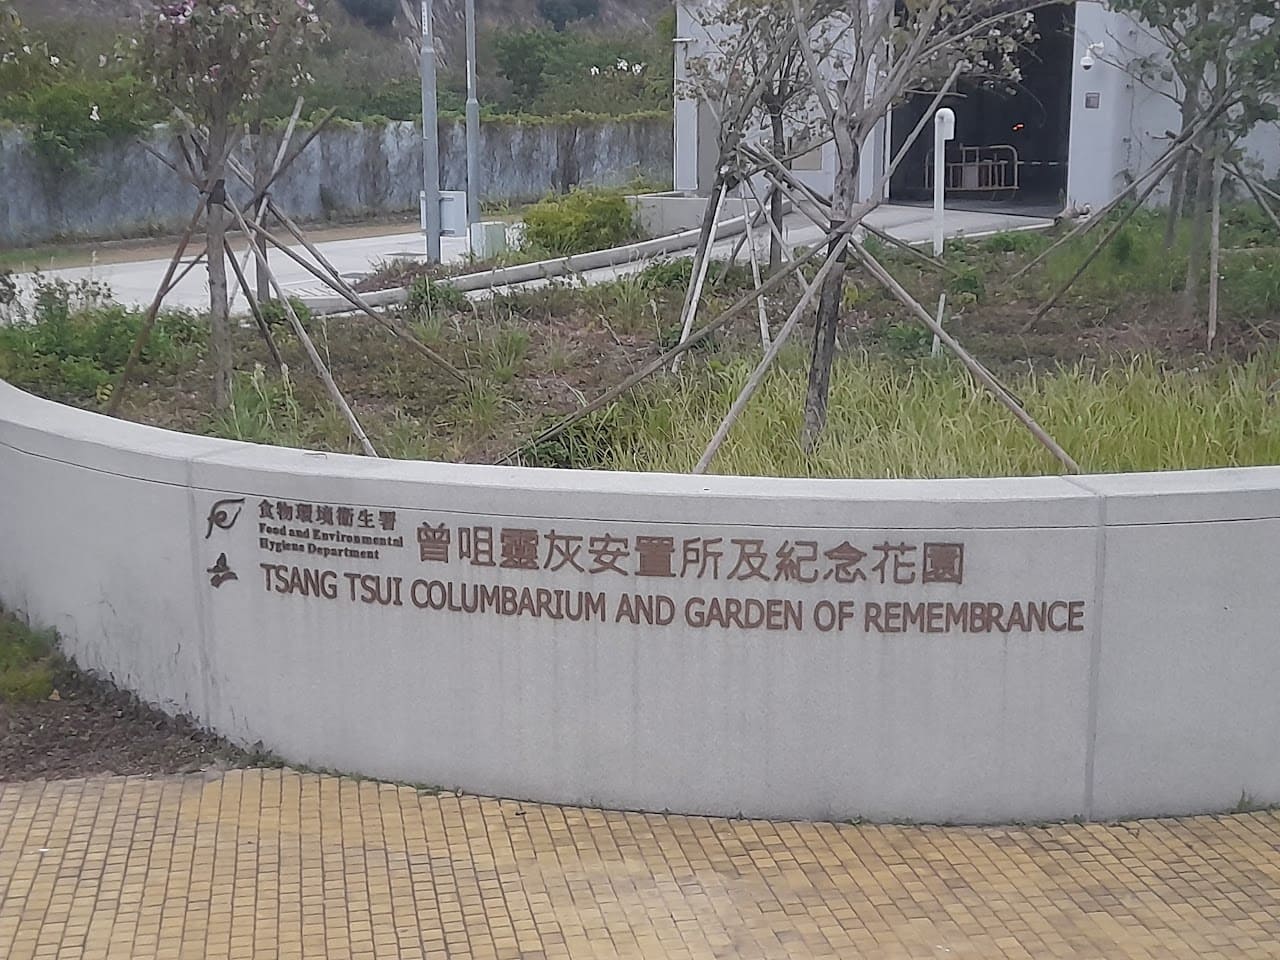 食物環境衞生署
Food and Environmental
Hygiene Department
曾咀靈灰安置所及紀念花園
TSANG TSUI COLUMBARIUM AND GARDEN OF REMEMBRANCE